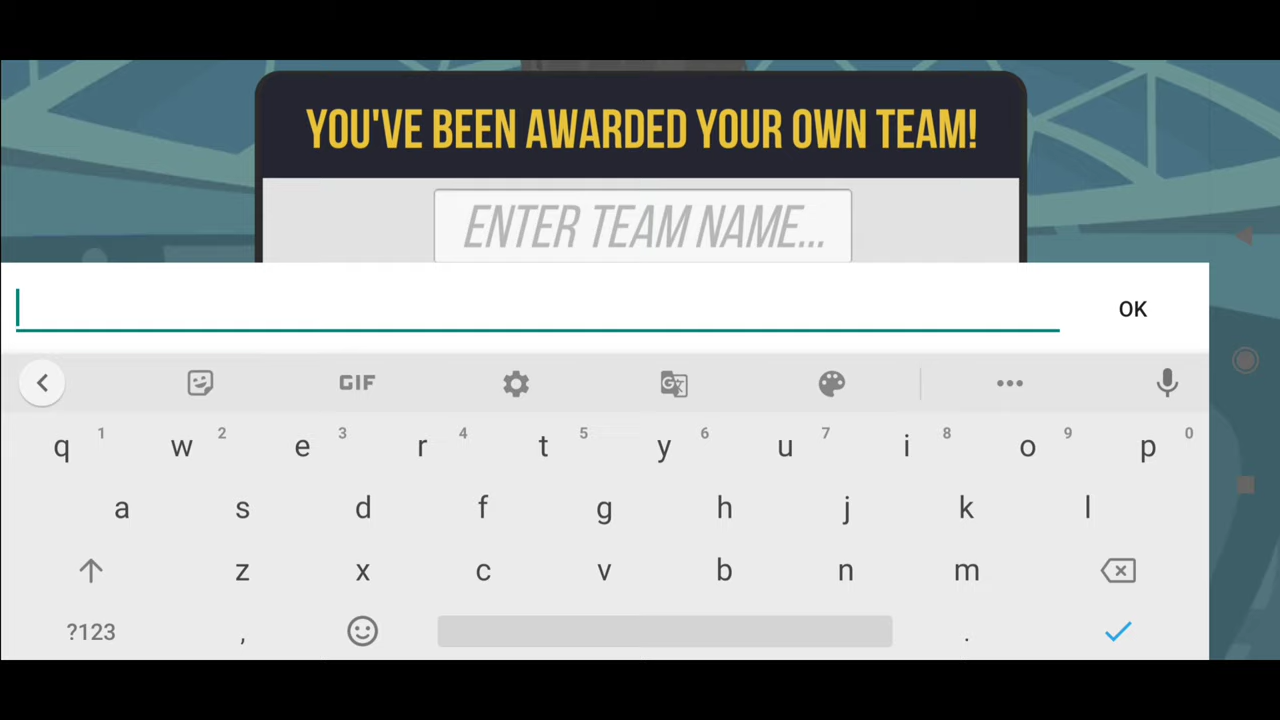 YOU'VE BEEN AWARDED YOUR OWN TEAM!
ENTER TEAM NAME...
OK
GIF
q 1 w 2 e 3 r 4 t 5 y 6 u 7 i 8 o 9 p 0
a s d f g h j k l
z x c v b n m
?123 , .